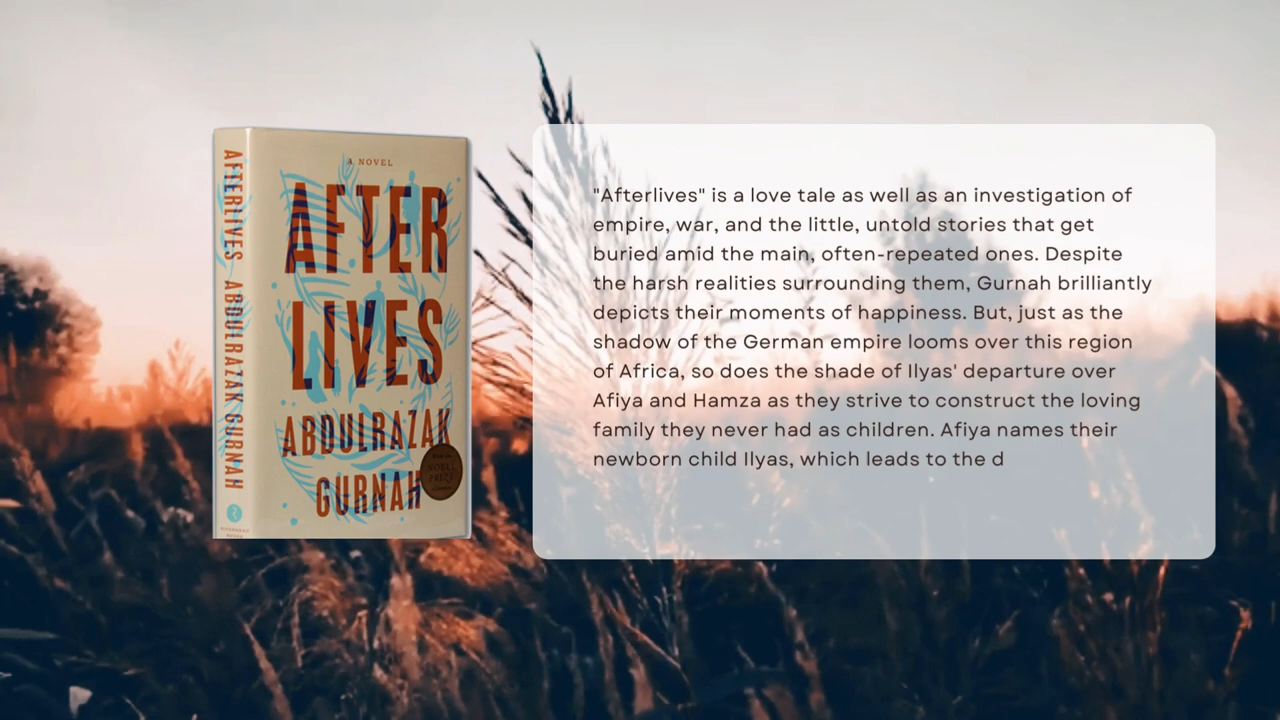 A NOVEL
AFTER
LIVES
ABDULRAZAK
GURNAH
NOBEL
PRIZE
AFTERLIVES ABDULRAZAK GURNAH
"Afterlives" is a love tale as well as an investigation of
empire, war, and the little, untold stories that get
buried amid the main, often-repeated ones. Despite
the harsh realities surrounding them, Gurnah brilliantly
depicts their moments of happiness. But, just as the
shadow of the German empire looms over this region
of Africa, so does the shade of Ilyas' departure over
Afiya and Hamza as they strive to construct the loving
family they never had as children. Afiya names their
newborn child Ilyas, which leads to the d